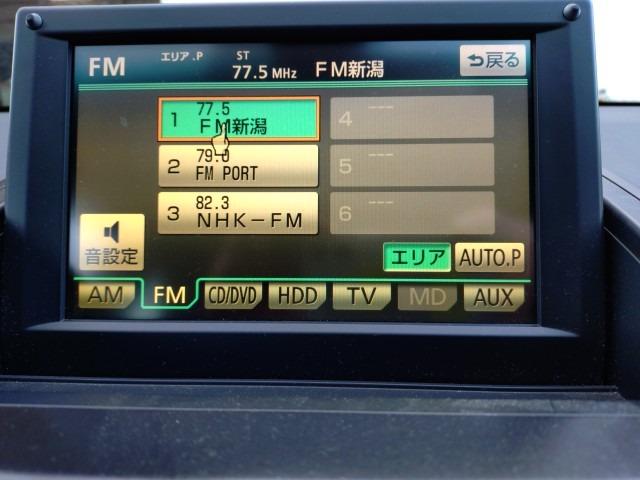 FM エリア.P ST 77.5 MHz FM新潟 戻る
1 77.5 FM新潟
4 ---
2 79.0 FM PORT
5 ---
3 82.3 NHK-FM
6 ---
音設定
エリア AUTO.P
AM FM CD/DVD HDD TV MD AUX